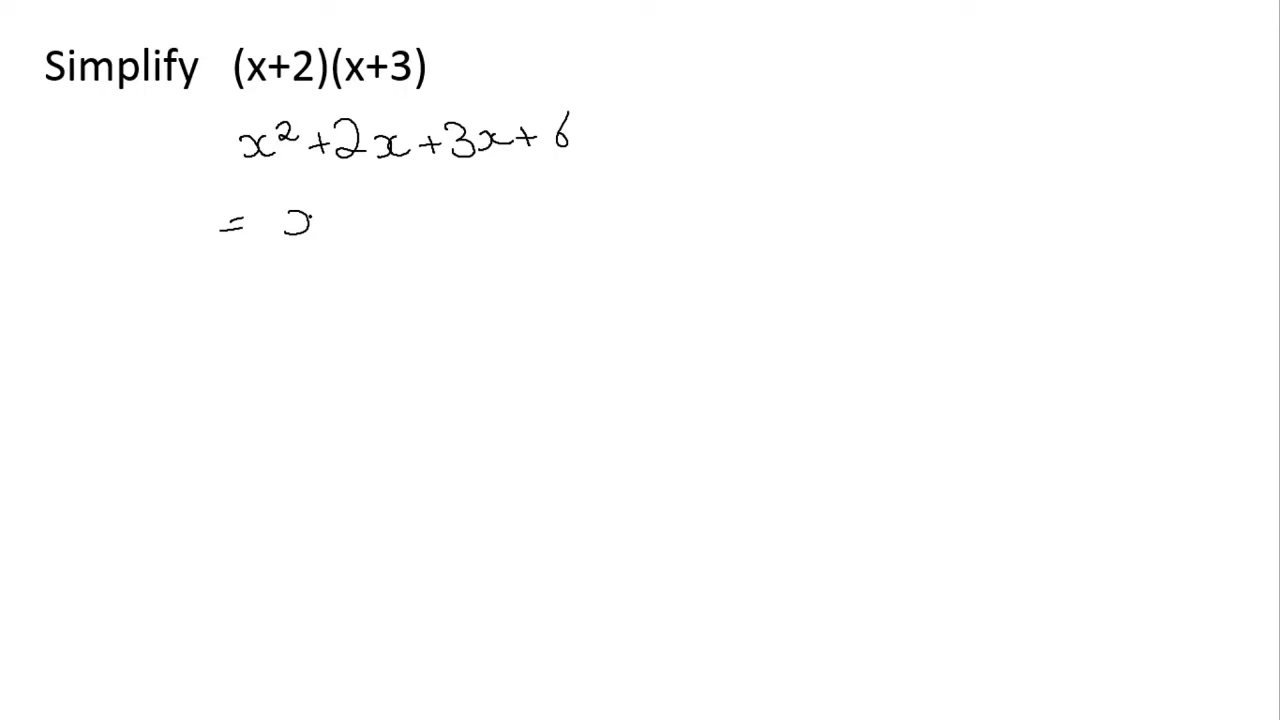 Simplify (x+2)(x+3)
x² + 2x + 3x + 6
=